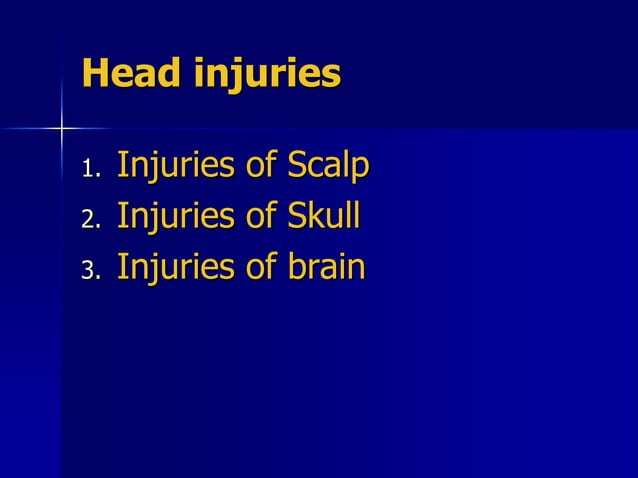 Head injuries
1. Injuries of Scalp
2. Injuries of Skull
3. Injuries of brain